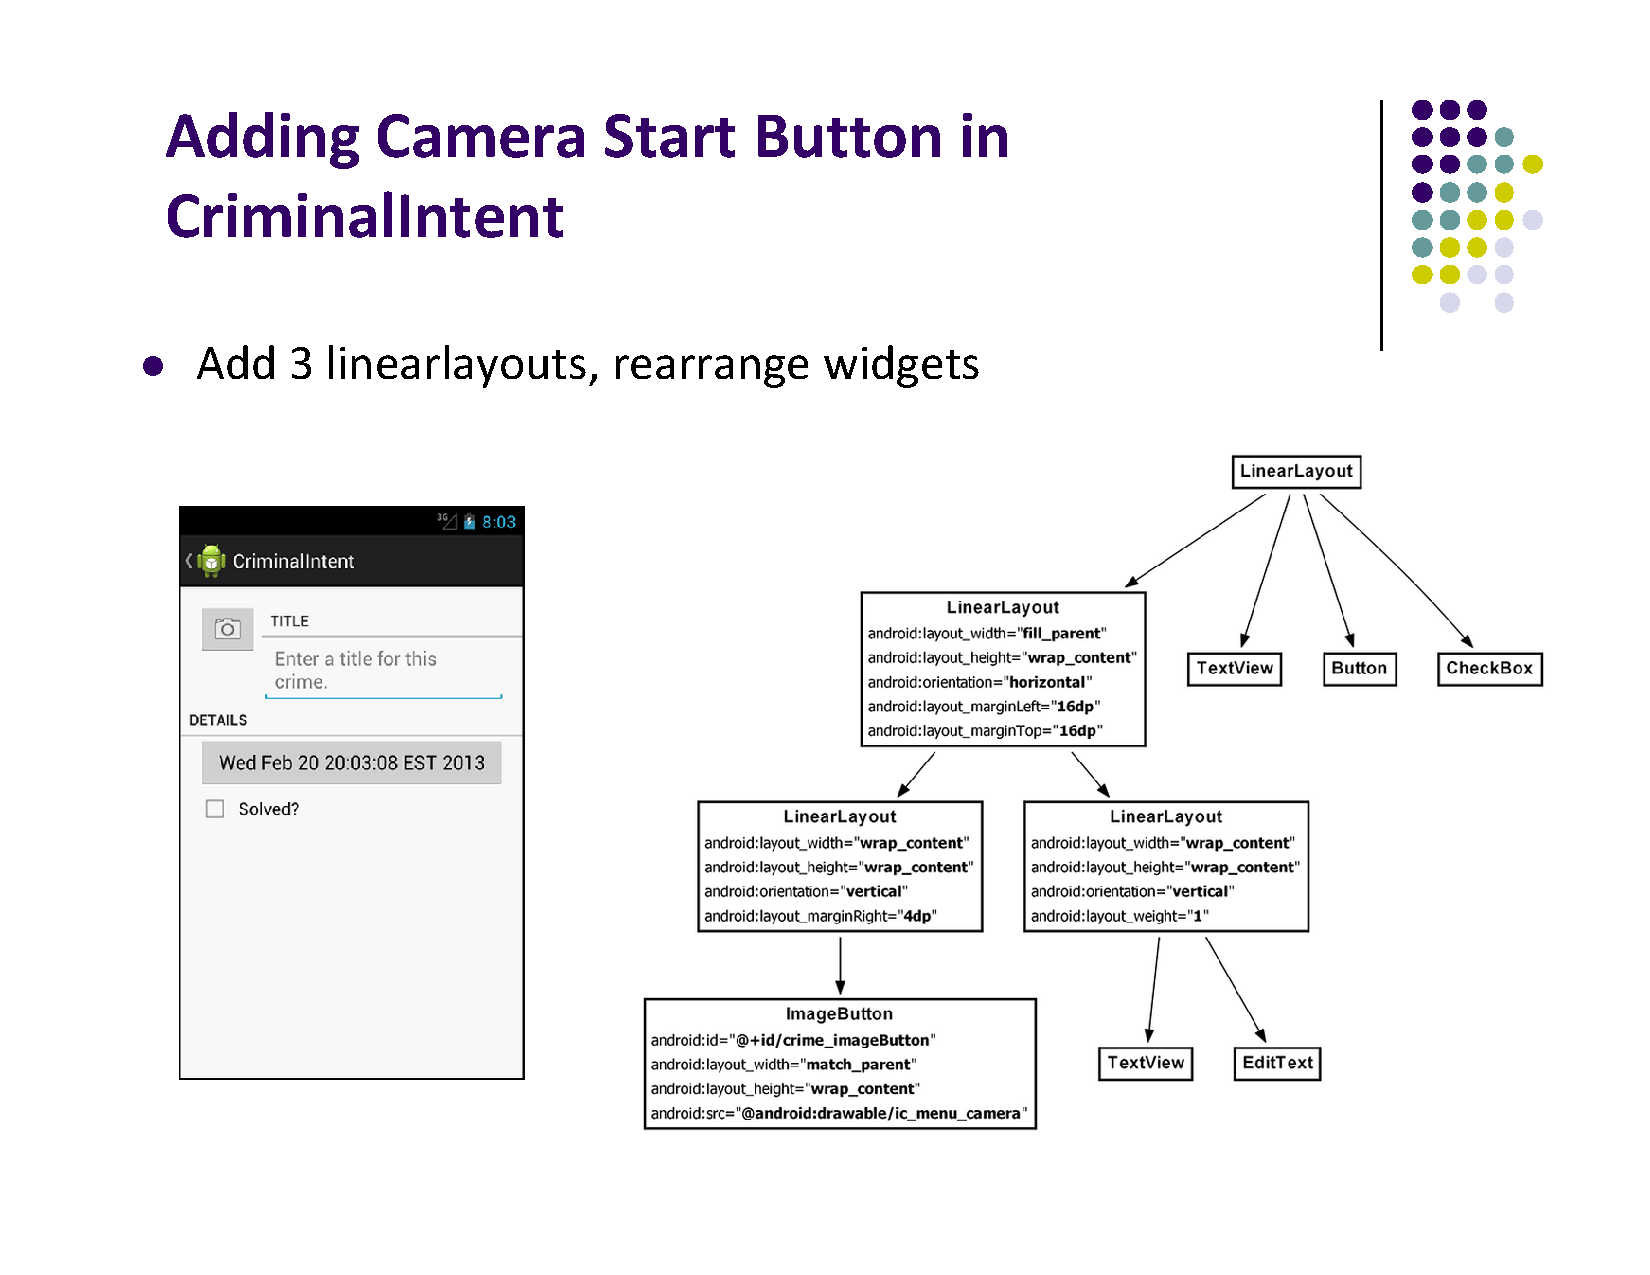 Adding Camera Start Button in
CriminalIntent
Add 3 linearlayouts, rearrange widgets
3G 8:03
CriminalIntent
TITLE
Enter a title for this
crime.
DETAILS
Wed Feb 20 20:03:08 EST 2013
Solved?
LinearLayout
LinearLayout
android:layout_width="fill_parent"
android:layout_height="wrap_content"
android:orientation="horizontal"
android:layout_marginLeft="16dp"
android:layout_marginTop="16dp"
TextView
Button
CheckBox
LinearLayout
android:layout_width="wrap_content"
android:layout_height="wrap_content"
android:orientation="vertical"
android:layout_marginRight="4dp"
LinearLayout
android:layout_width="wrap_content"
android:layout_height="wrap_content"
android:orientation="vertical"
android:layout_weight="1"
ImageButton
android:id="@+id/crime_imageButton"
android:layout_width="match_parent"
android:layout_height="wrap_content"
android:src="@android:drawable/ic_menu_camera"
TextView
EditText